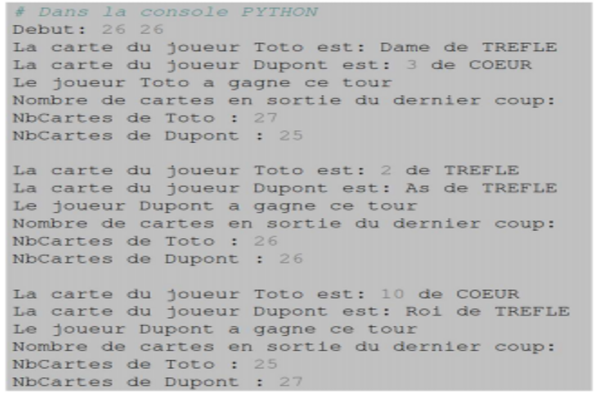 # Dans la console PYTHON
Debut: 26 26
La carte du joueur Toto est: Dame de TREFLE
La carte du joueur Dupont est: 3 de COEUR
Le joueur Toto a gagne ce tour
Nombre de cartes en sortie du dernier coup:
NbCartes de Toto : 27
NbCartes de Dupont : 25
La carte du joueur Toto est: 2 de TREFLE
La carte du joueur Dupont est: As de TREFLE
Le joueur Dupont a gagne ce tour
Nombre de cartes en sortie du dernier coup:
NbCartes de Toto : 26
NbCartes de Dupont : 26
La carte du joueur Toto est: 10 de COEUR
La carte du joueur Dupont est: Roi de TREFLE
Le joueur Dupont a gagne ce tour
Nombre de cartes en sortie du dernier coup:
NbCartes de Toto : 25
NbCartes de Dupont : 27